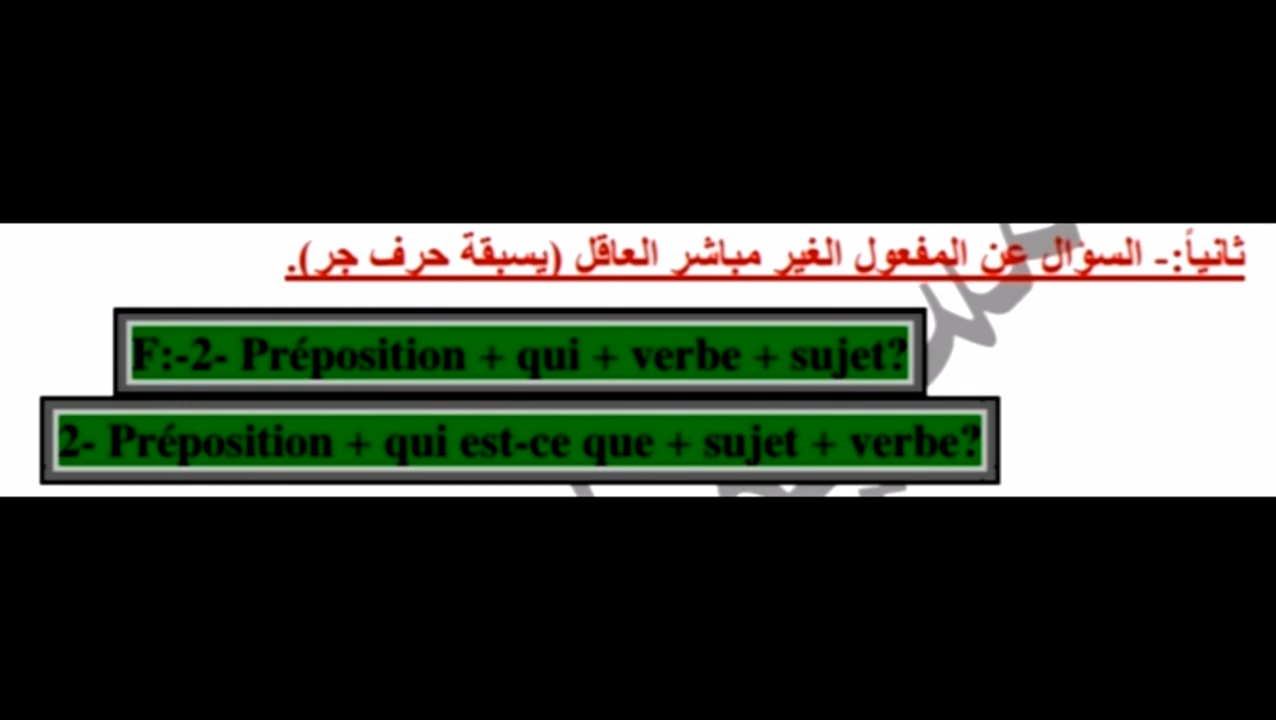 ثانياً:- السؤال عن المفعول الغير مباشر العاقل (يسبقة حرف جر).
F:-2- Préposition + qui + verbe + sujet?
2- Préposition + qui est-ce que + sujet + verbe?